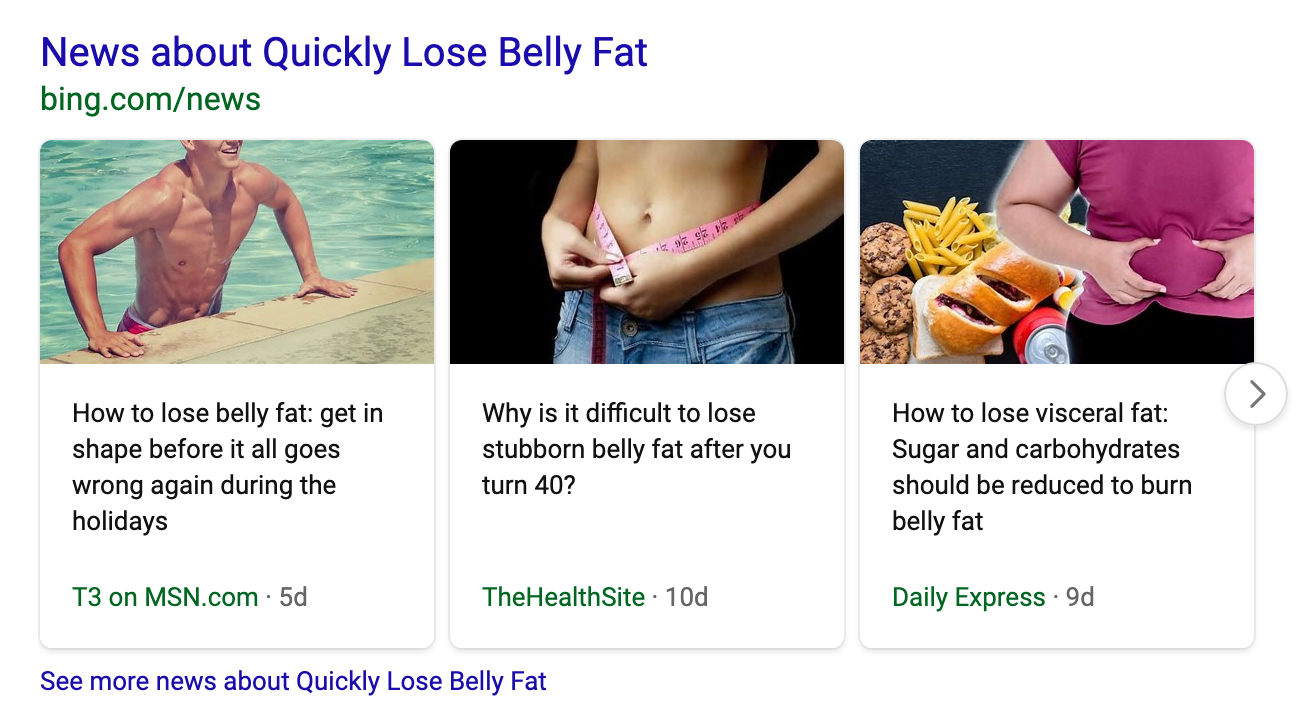 News about Quickly Lose Belly Fat
bing.com/news
How to lose belly fat: get in
shape before it all goes
wrong again during the
holidays
T3 on MSN.com · 5d
Why is it difficult to lose
stubborn belly fat after you
turn 40?
TheHealthSite · 10d
How to lose visceral fat:
Sugar and carbohydrates
should be reduced to burn
belly fat
Daily Express · 9d
See more news about Quickly Lose Belly Fat